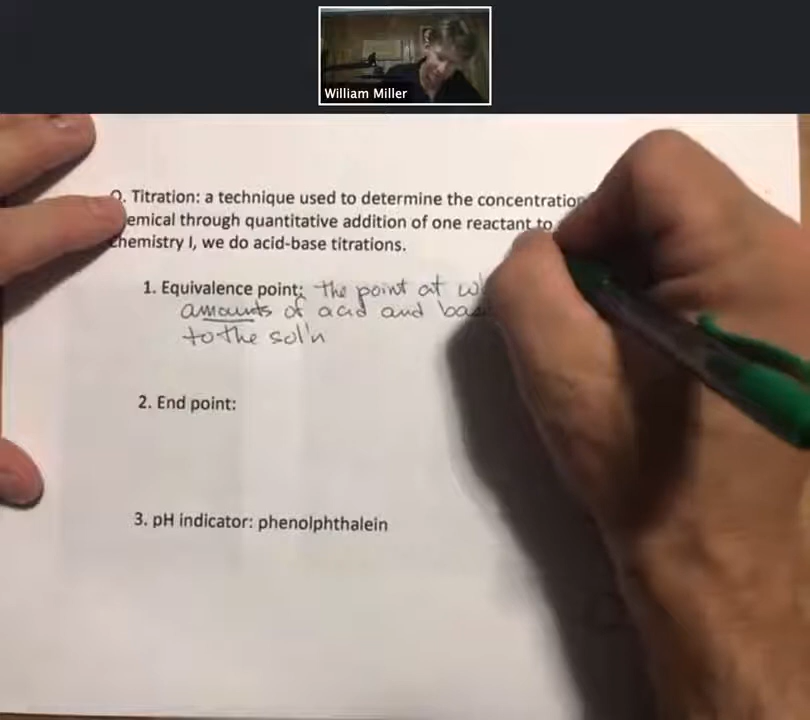 William Miller
Q. Titration: a technique used to determine the concentration
emical through quantitative addition of one reactant to
Chemistry I, we do acid-base titrations.
1. Equivalence point: the point at
amounts of acid and
to the sol'n
2. End point:
3. pH indicator: phenolphthalein